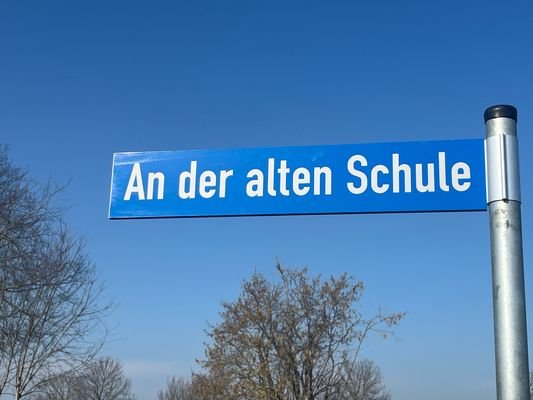 An der alten Schule